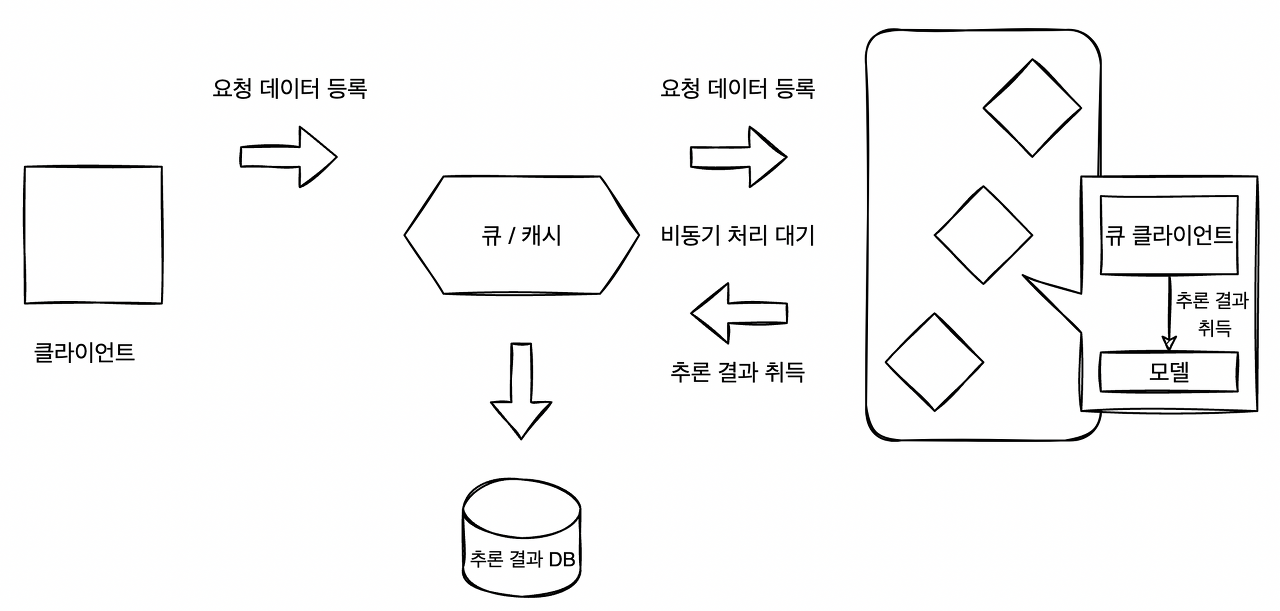 요청 데이터 등록
클라이언트
큐 / 캐시
요청 데이터 등록
비동기 처리 대기
추론 결과 취득
추론 결과 DB
큐 클라이언트
추론 결과
취득
모델